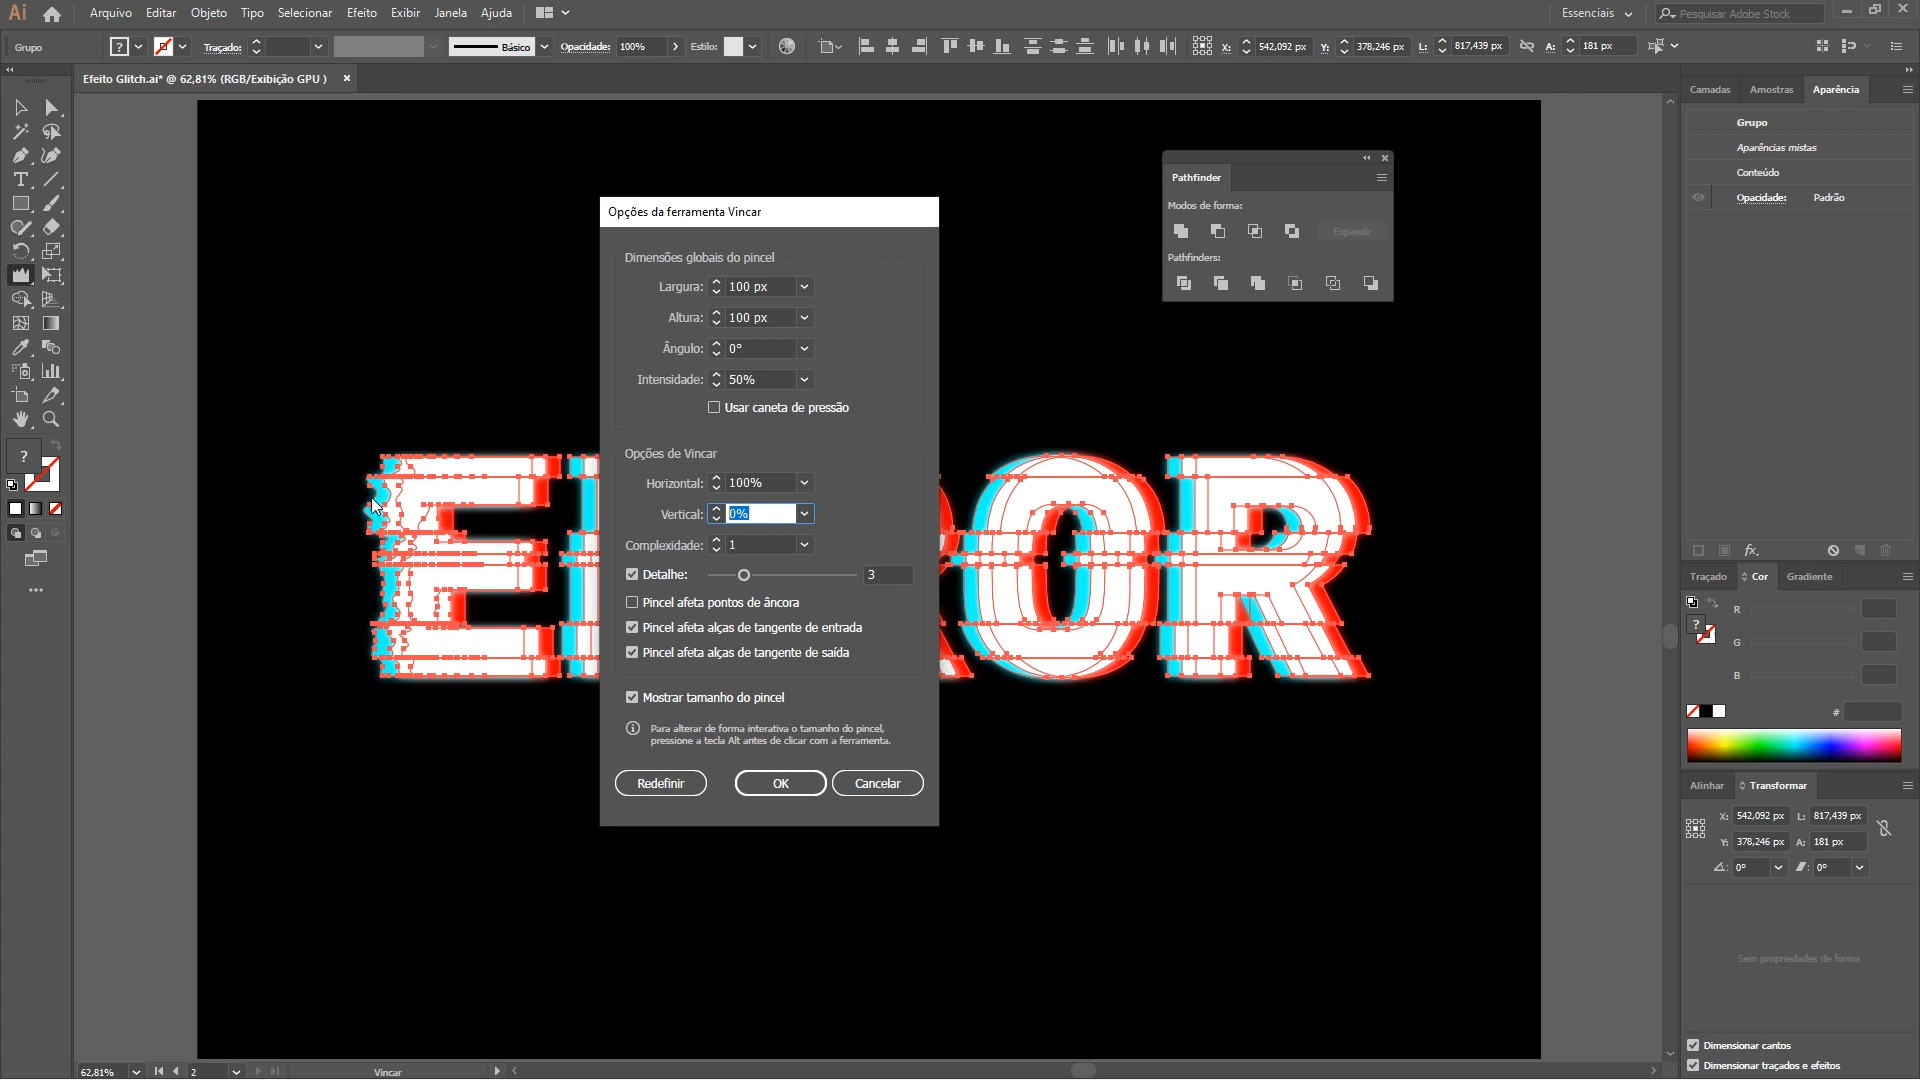 Ai Arquivo Editar Objeto Tipo Selecionar Efeito Exibir Janela Ajuda Essenciais Pesquisar Adobe Stock
Grupo ? Traçado: Básico Opacidade: 100% Estilo: X: 542,092 px Y: 378,246 px L: 817,439 px A: 181 px
Efeito Glitch.ai* @ 62,81% (RGB/Exibição GPU )
Camadas Amostras Aparência
Grupo
Aparências mistas
Conteúdo
Opacidade: Padrão
Pathfinder
Modos de forma:
Expandir
Pathfinders:
Opções da ferramenta Vincar
Dimensões globais do pincel
Largura: 100 px
Altura: 100 px
Ângulo: 0°
Intensidade: 50%
Usar caneta de pressão
Opções de Vincar
Horizontal: 100%
Vertical: 0%
Complexidade: 1
Detalhe: 3
Pincel afeta pontos de âncora
Pincel afeta alças de tangente de entrada
Pincel afeta alças de tangente de saída
Mostrar tamanho do pincel
Para alterar de forma interativa o tamanho do pincel,
pressione a tecla Alt antes de clicar com a ferramenta.
Redefinir OK Cancelar
E OR
?
fx
Traçado Cor Gradiente
R
? G
B
#
Alinhar Transformar
X: 542,092 px L: 817,439 px
Y: 378,246 px A: 181 px
0° 0°
Sem propriedades de forma
Dimensionar cantos
Dimensionar traçados e efeitos
62,81% 2 Vincar